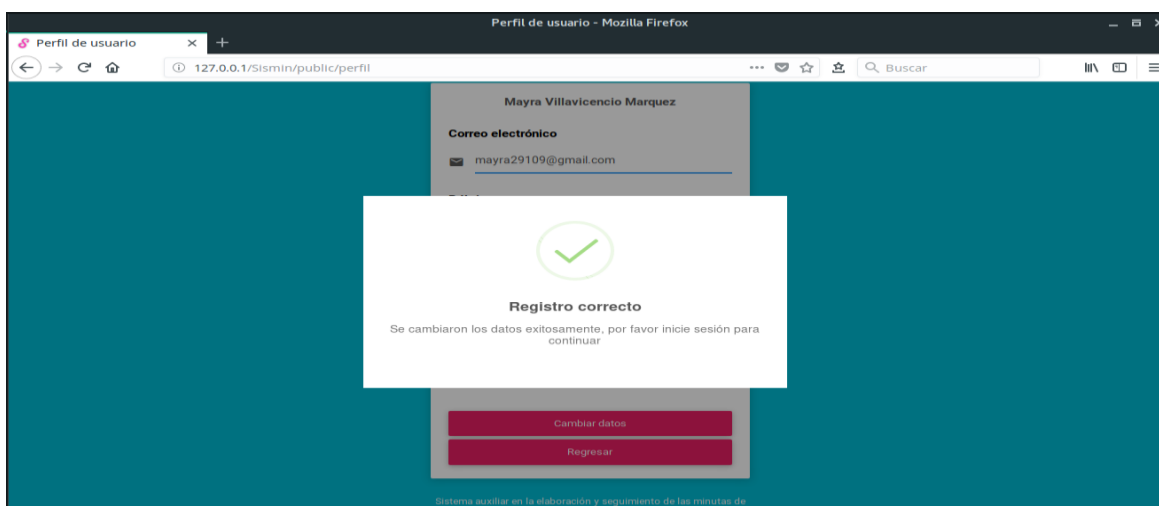 Perfil de usuario - Mozilla Firefox
Perfil de usuario
127.0.0.1/Sismin/public/perfil
Buscar
Mayra Villavicencio Marquez
Correo electrónico
mayra29109@gmail.com
Registro correcto
Se cambiaron los datos exitosamente, por favor inicie sesión para
continuar
Cambiar datos
Regresar
Sistema auxiliar en la elaboración y seguimiento de las minutas de